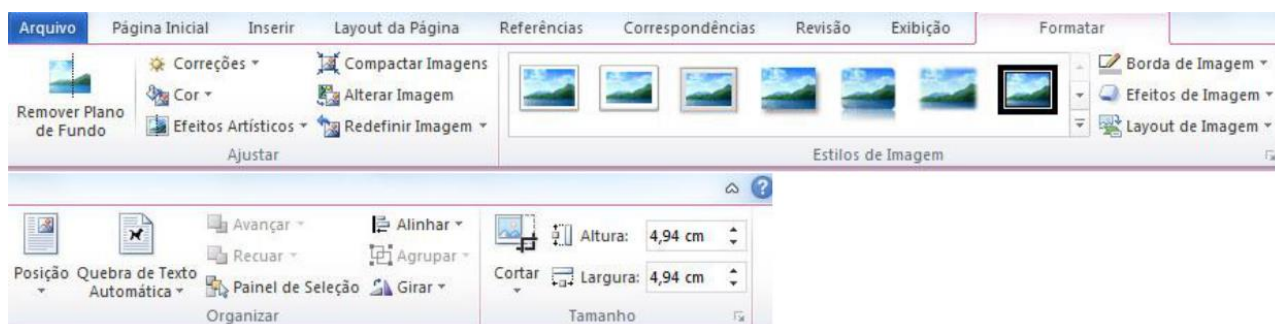 Arquivo Página Inicial Inserir Layout da Página Referências Correspondências Revisão Exibição Formatar
Remover Plano de Fundo
Correções
Cor
Efeitos Artísticos
Compactar Imagens
Alterar Imagem
Redefinir Imagem
Ajustar
Estilos de Imagem
Borda de Imagem
Efeitos de Imagem
Layout de Imagem
Posição
Quebra de Texto
Automática
Avançar
Recuar
Painel de Seleção
Alinhar
Agrupar
Girar
Organizar
Cortar
Altura: 4,94 cm
Largura: 4,94 cm
Tamanho